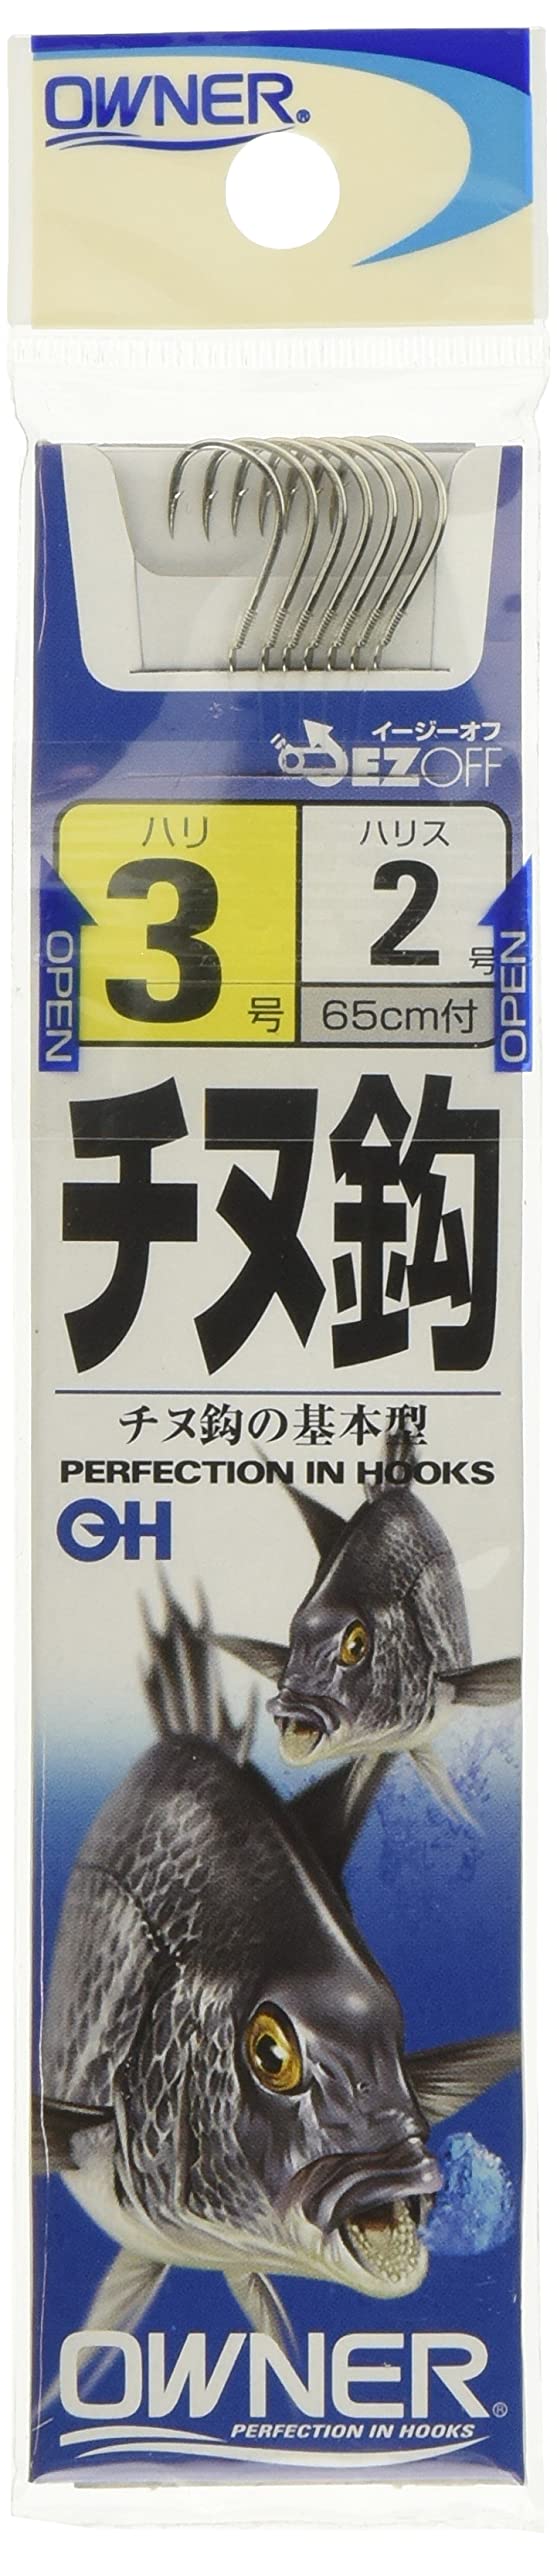 OWNER®
イージーオフ
EZOFF
ハリ
3号
ハリス
2号
65cm付
OPEN
OPEN
チヌ鈎
チヌ鈎の基本型
PERFECTION IN HOOKS
OH
OWNER®
PERFECTION IN HOOKS